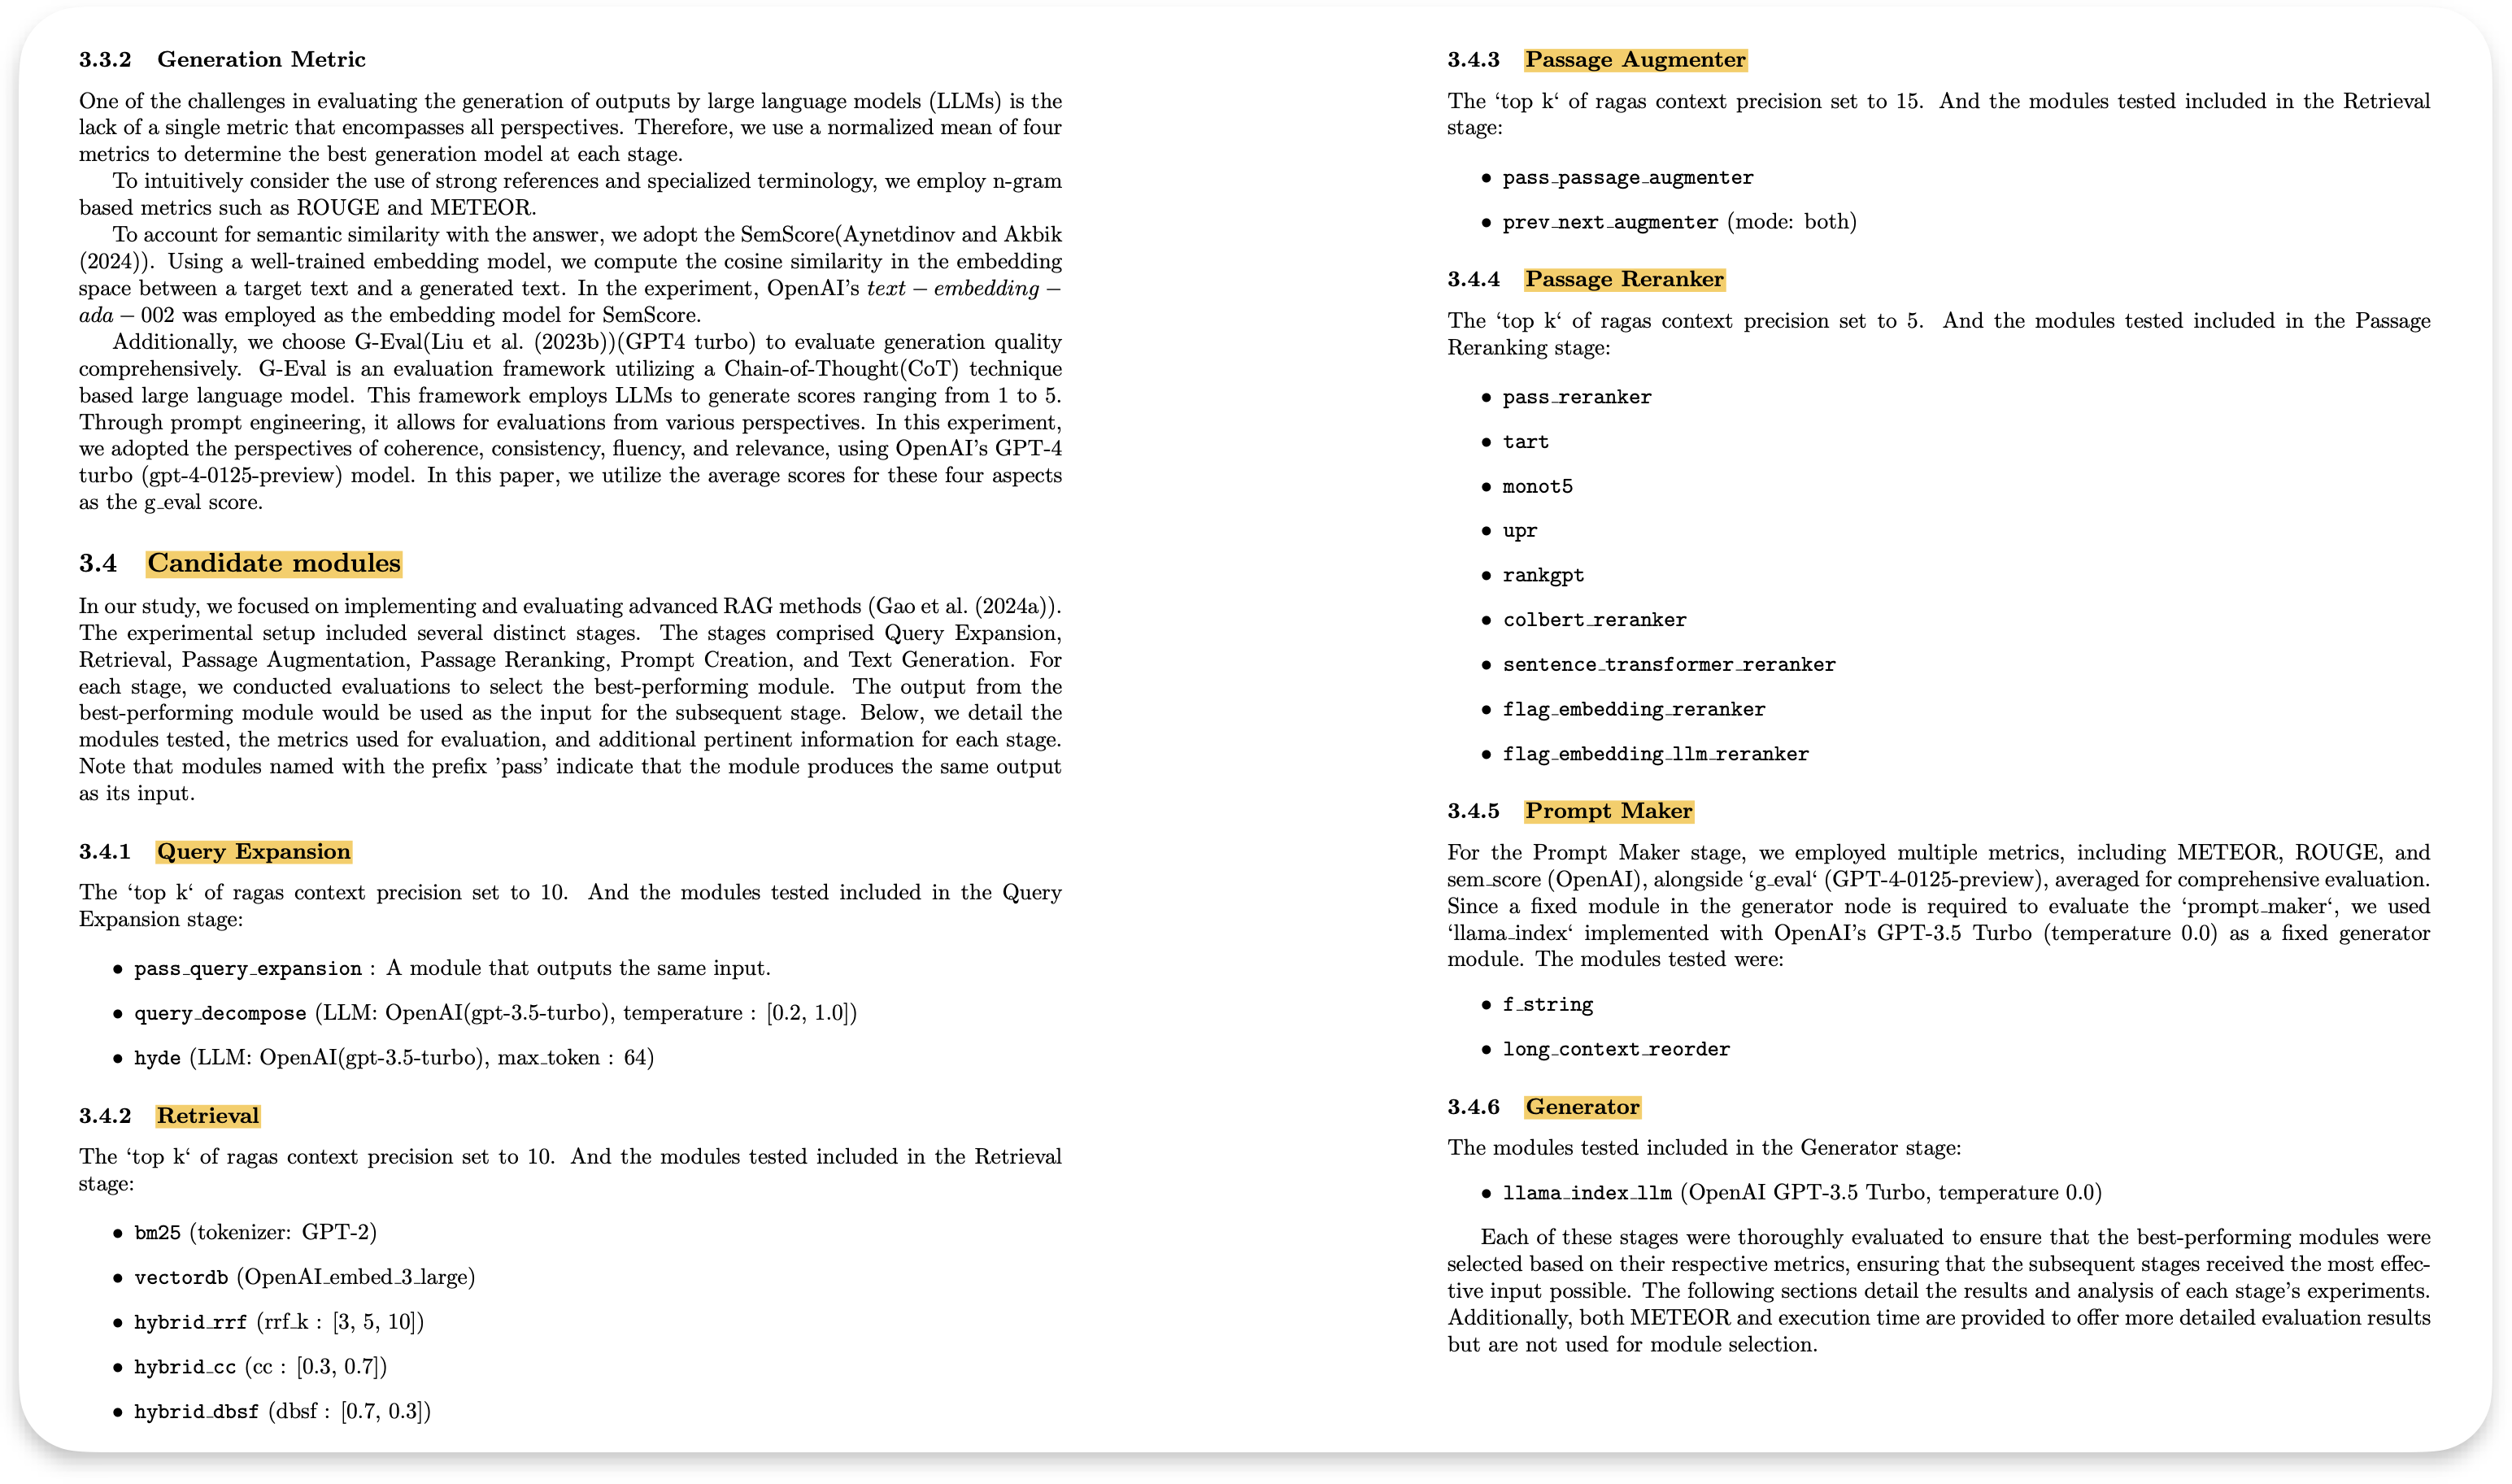 3.3.2 Generation Metric
One of the challenges in evaluating the generation of outputs by large language models (LLMs) is the
lack of a single metric that encompasses all perspectives. Therefore, we use a normalized mean of four
metrics to determine the best generation model at each stage.
To intuitively consider the use of strong references and specialized terminology, we employ n-gram
based metrics such as ROUGE and METEOR.
To account for semantic similarity with the answer, we adopt the SemScore(Aynetdinov and Akbik
(2024)). Using a well-trained embedding model, we compute the cosine similarity in the embedding
space between a target text and a generated text. In the experiment, OpenAI's text – embedding –
ada – 002 was employed as the embedding model for SemScore.
Additionally, we choose G-Eval(Liu et al. (2023b))(GPT4 turbo) to evaluate generation quality
comprehensively. G-Eval is an evaluation framework utilizing a Chain-of-Thought(CoT) technique
based large language model. This framework employs LLMs to generate scores ranging from 1 to 5.
Through prompt engineering, it allows for evaluations from various perspectives. In this experiment,
we adopted the perspectives of coherence, consistency, fluency, and relevance, using OpenAI's GPT-4
turbo (gpt-4-0125-preview) model. In this paper, we utilize the average scores for these four aspects
as the g_eval score.
3.4 Candidate modules
In our study, we focused on implementing and evaluating advanced RAG methods (Gao et al. (2024a)).
The experimental setup included several distinct stages. The stages comprised Query Expansion,
Retrieval, Passage Augmentation, Passage Reranking, Prompt Creation, and Text Generation. For
each stage, we conducted evaluations to select the best-performing module. The output from the
best-performing module would be used as the input for the subsequent stage. Below, we detail the
modules tested, the metrics used for evaluation, and additional pertinent information for each stage.
Note that modules named with the prefix 'pass' indicate that the module produces the same output
as its input.
3.4.1 Query Expansion
The ‘top k‘ of ragas context precision set to 10. And the modules tested included in the Query
Expansion stage:
• pass_query_expansion : A module that outputs the same input.
• query_decompose (LLM: OpenAI(gpt-3.5-turbo), temperature : [0.2, 1.0])
• hyde (LLM: OpenAI(gpt-3.5-turbo), max_token : 64)
3.4.2 Retrieval
The ‘top k‘ of ragas context precision set to 10. And the modules tested included in the Retrieval
stage:
• bm25 (tokenizer: GPT-2)
• vectordb (OpenAI_embed_3_large)
• hybrid_rrf (rrf_k : [3, 5, 10])
• hybrid_cc (cc : [0.3, 0.7])
• hybrid_dbsf (dbsf : [0.7, 0.3])
3.4.3 Passage Augmenter
The ‘top k‘ of ragas context precision set to 15. And the modules tested included in the Retrieval
stage:
• pass_passage_augmenter
• prev_next_augmenter (mode: both)
3.4.4 Passage Reranker
The ‘top k‘ of ragas context precision set to 5. And the modules tested included in the Passage
Reranking stage:
• pass_reranker
• tart
• monot5
• upr
• rankgpt
• colbert_reranker
• sentence_transformer_reranker
• flag_embedding_reranker
• flag_embedding_llm_reranker
3.4.5 Prompt Maker
For the Prompt Maker stage, we employed multiple metrics, including METEOR, ROUGE, and
sem_score (OpenAI), alongside ‘g_eval‘ (GPT-4-0125-preview), averaged for comprehensive evaluation.
Since a fixed module in the generator node is required to evaluate the ‘prompt_maker‘, we used
‘llama_index‘ implemented with OpenAI's GPT-3.5 Turbo (temperature 0.0) as a fixed generator
module. The modules tested were:
• f_string
• long_context_reorder
3.4.6 Generator
The modules tested included in the Generator stage:
• llama_index_llm (OpenAI GPT-3.5 Turbo, temperature 0.0)
Each of these stages were thoroughly evaluated to ensure that the best-performing modules were
selected based on their respective metrics, ensuring that the subsequent stages received the most effec-
tive input possible. The following sections detail the results and analysis of each stage's experiments.
Additionally, both METEOR and execution time are provided to offer more detailed evaluation results
but are not used for module selection.